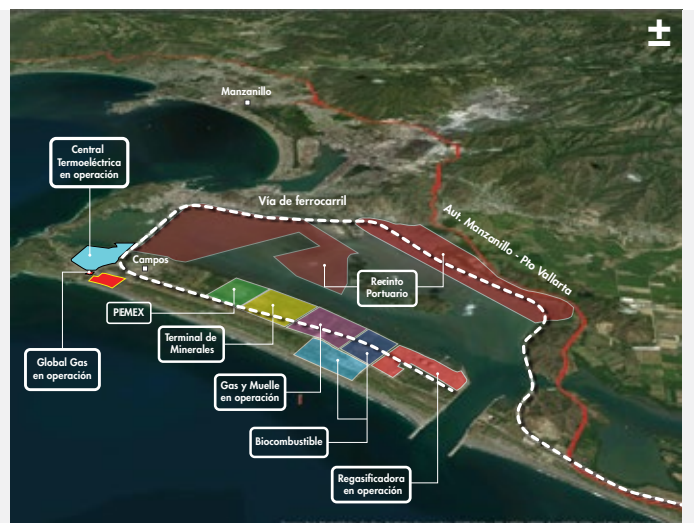 ±
Manzanillo
Central
Termoeléctrica
en operación
Vía de ferrocarril
Aut. Manzanillo - Pto Vallarta
Campos
Recinto
Portuario
PEMEX
Terminal de
Minerales
Global Gas
en operación
Gas y Muelle
en operación
Biocombustible
Regasificadora
en operación